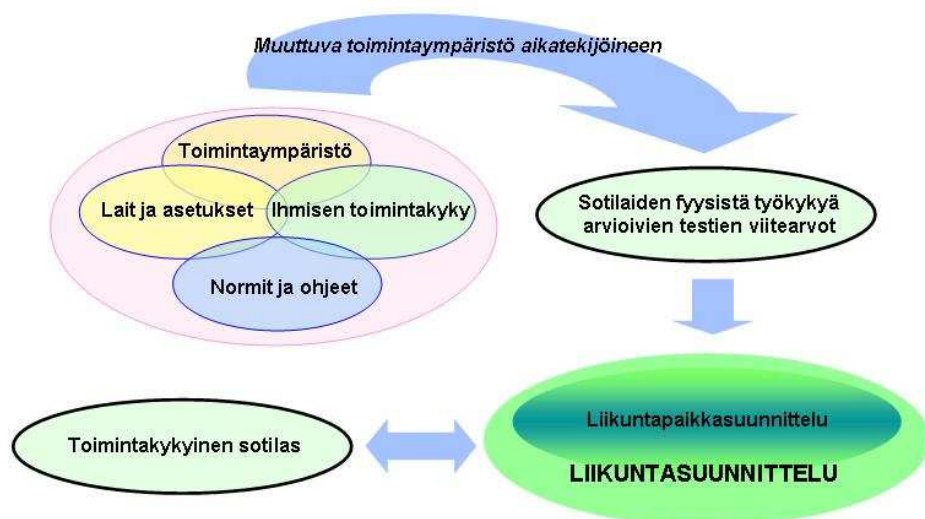 Muuttuva toimintaympäristö aikatekijöineen
Toimintaympäristö
Lait ja asetukset
Ihmisen toimintakyky
Normit ja ohjeet
Sotilaiden fyysistä työkykyä
arvioivien testien viitearvot
Liikuntapaikkasuunnittelu
LIIKUNTASUUNNITTELU
Toimintakykyinen sotilas